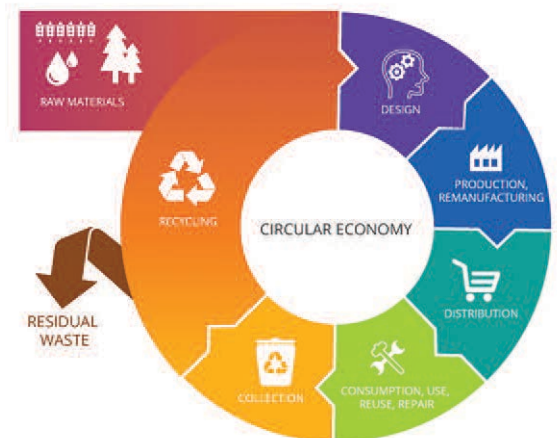 RAW MATERIALS
DESIGN
PRODUCTION,
REMANUFACTURING
RECYCLING
CIRCULAR ECONOMY
DISTRIBUTION
RESIDUAL
WASTE
COLLECTION
CONSUMPTION, USE,
REUSE, REPAIR